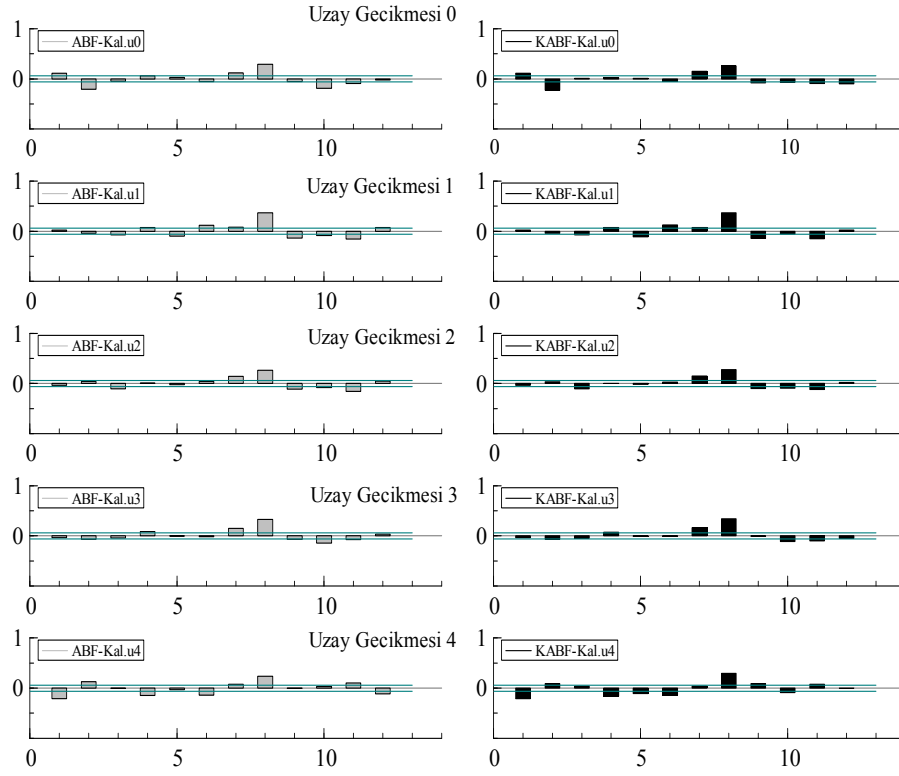 Uzay Gecikmesi 0
1
ABF-Kal.u0
0
0 5 10
1
KABF-Kal.u0
0
0 5 10
Uzay Gecikmesi 1
1
ABF-Kal.u1
0
0 5 10
1
KABF-Kal.u1
0
0 5 10
Uzay Gecikmesi 2
1
ABF-Kal.u2
0
0 5 10
1
KABF-Kal.u2
0
0 5 10
Uzay Gecikmesi 3
1
ABF-Kal.u3
0
0 5 10
1
KABF-Kal.u3
0
0 5 10
Uzay Gecikmesi 4
1
ABF-Kal.u4
0
0 5 10
1
KABF-Kal.u4
0
0 5 10